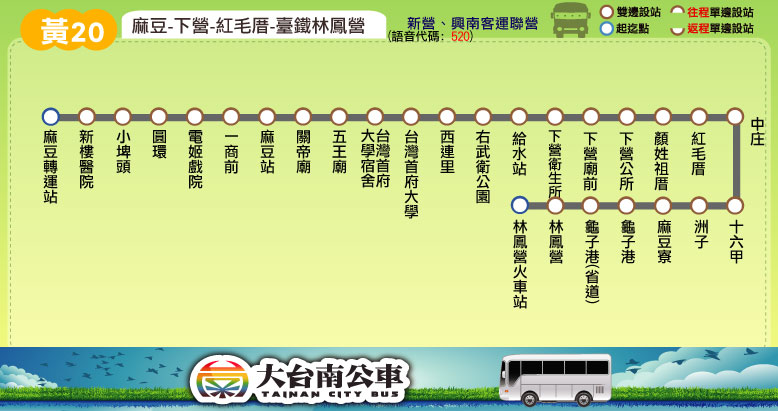 黃20
麻豆-下營-紅毛厝-臺鐵林鳳營
新營、興南客運聯營
(語音代碼: 520)
雙邊設站
往程單邊設站
起迄點
返程單邊設站
麻豆轉運站
新樓醫院
小埤頭
圓環
電姬戲院
一商前
麻豆站
關帝廟
五王廟
台灣首府
大學宿舍
台灣首府大學
西連里
右武衛公園
給水站
下營衛生所
下營廟前
下營公所
顏姓祖厝
紅毛厝
中庄
十六甲
洲子
麻豆寮
龜子港
龜子港(省道)
林鳳營
林鳳營火車站
大台南公車
TAINAN CITY BUS